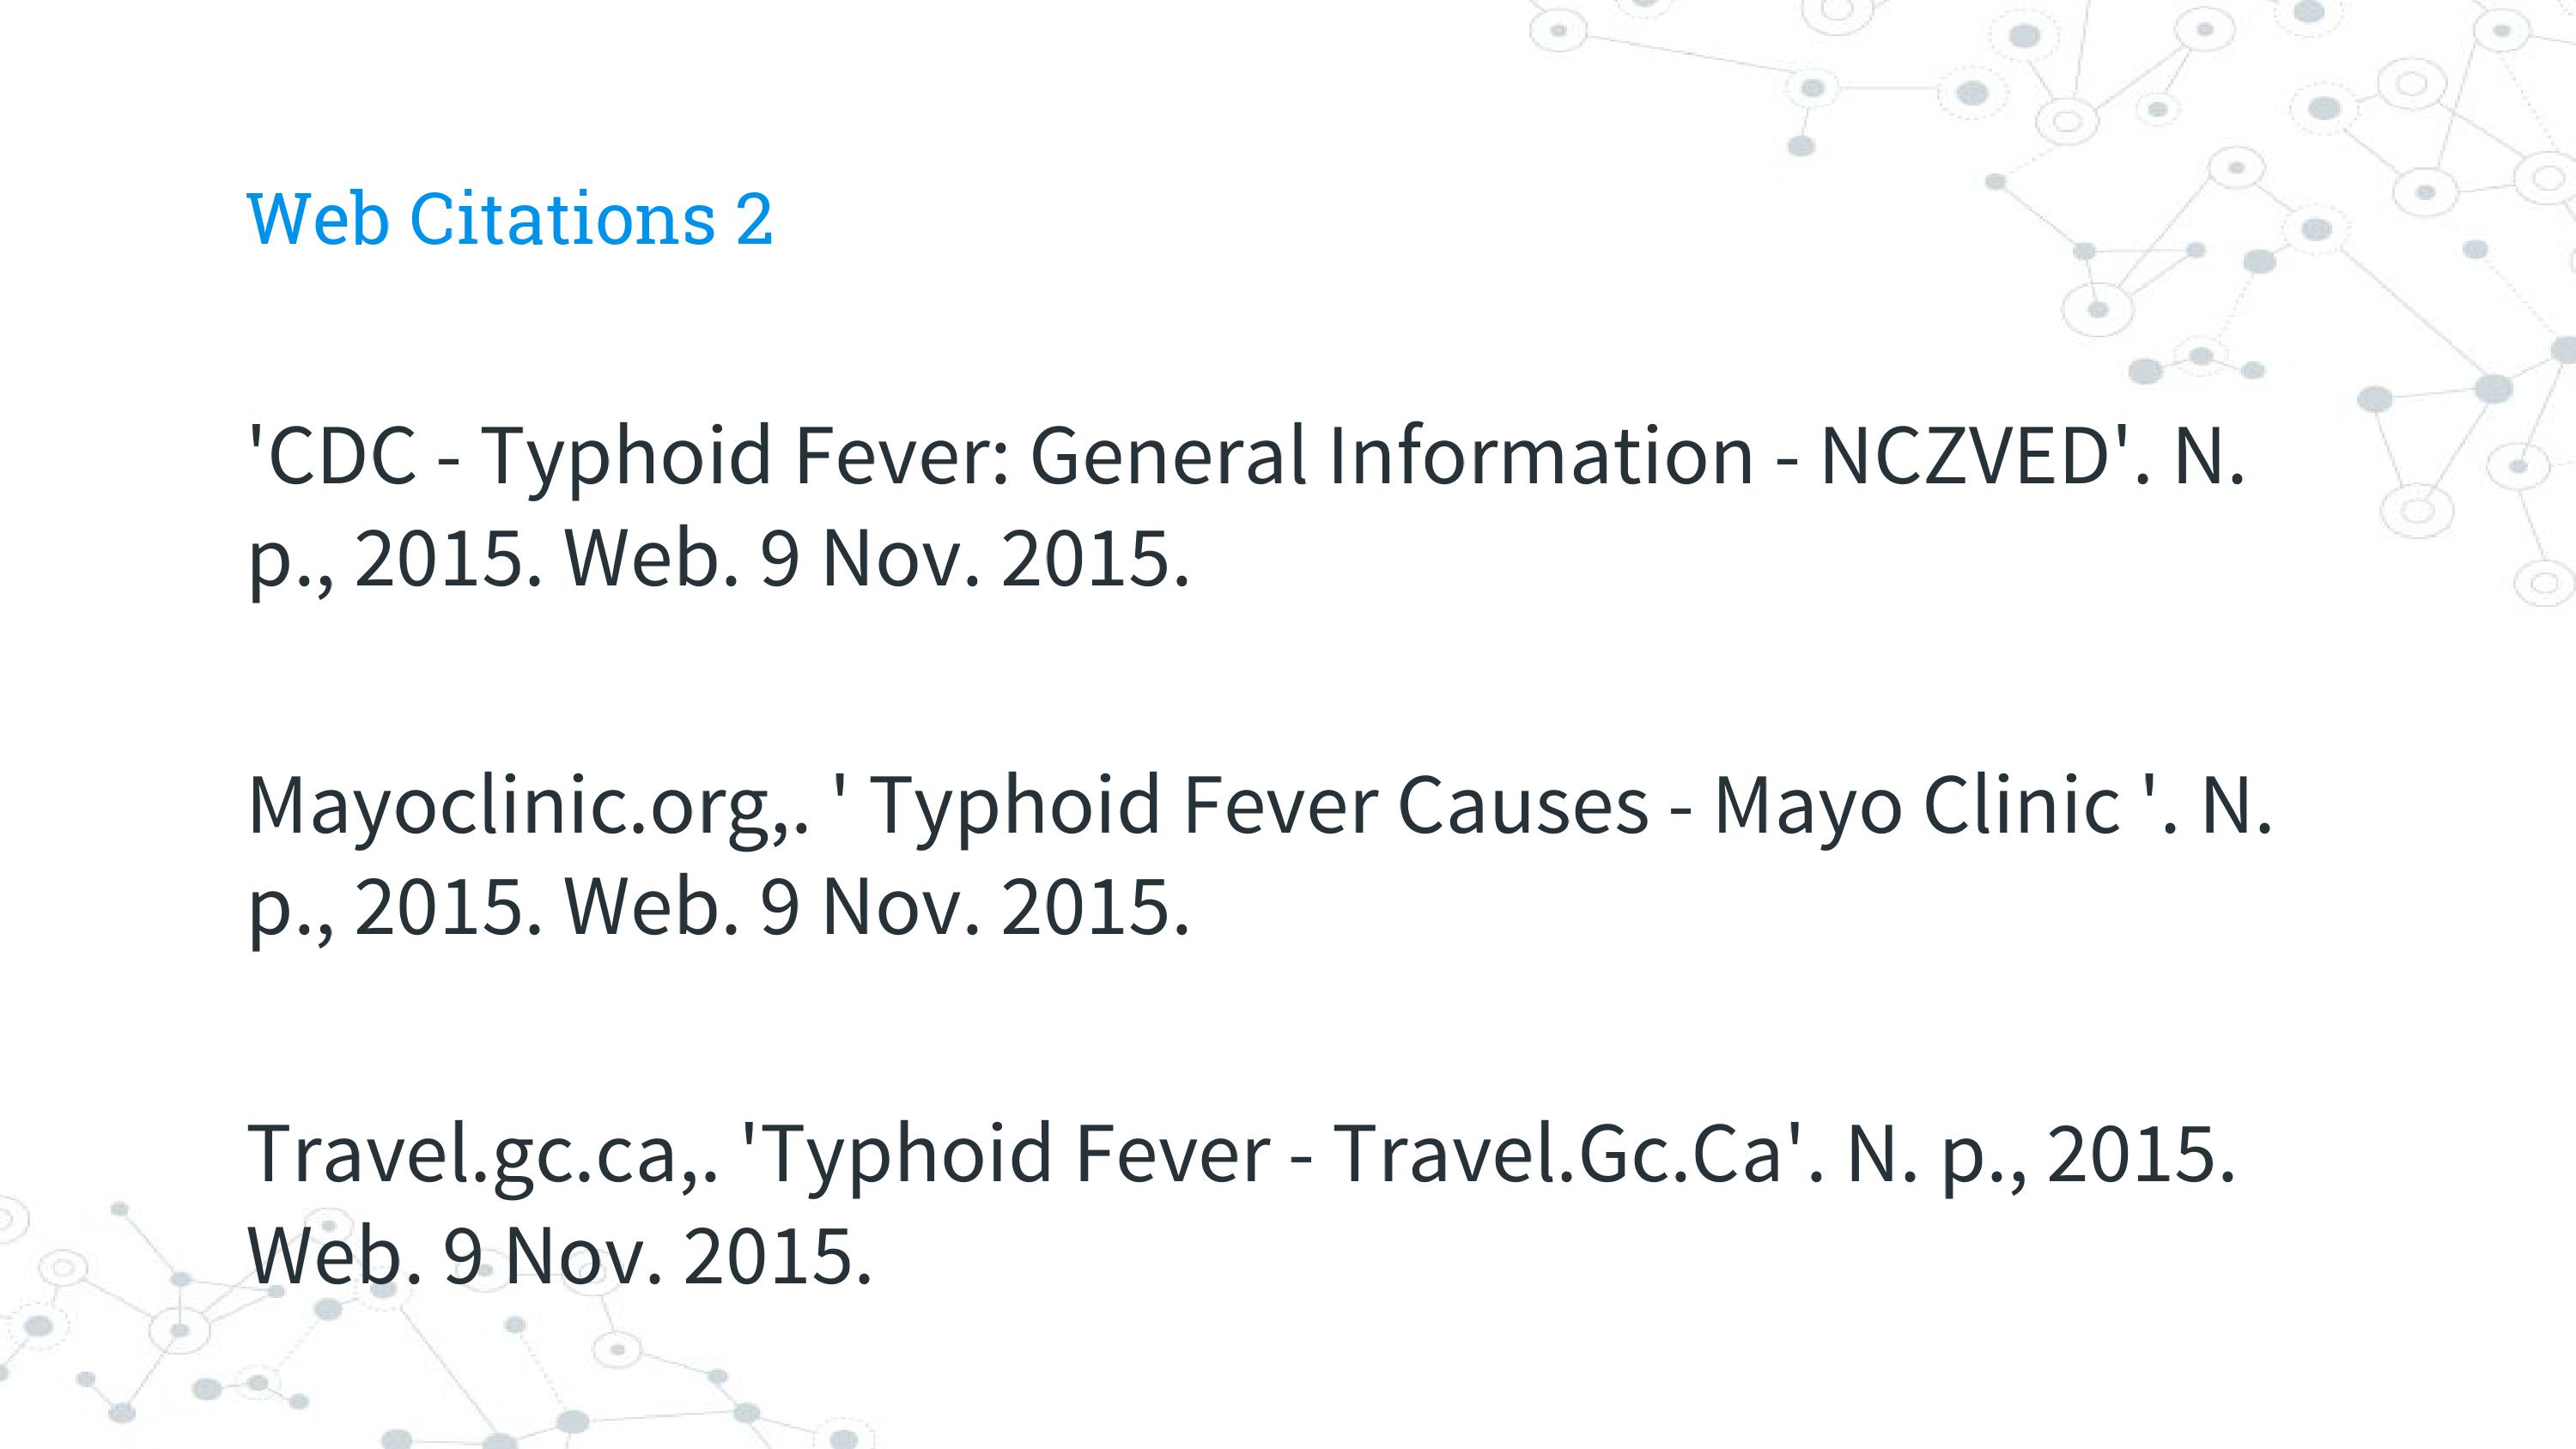 Web Citations 2
'CDC - Typhoid Fever: General Information - NCZVED'. N.
p., 2015. Web. 9 Nov. 2015.
Mayoclinic.org,. ' Typhoid Fever Causes - Mayo Clinic '. N.
p., 2015. Web. 9 Nov. 2015.
Travel.gc.ca,. 'Typhoid Fever - Travel.Gc.Ca'. N. p., 2015.
Web. 9 Nov. 2015.